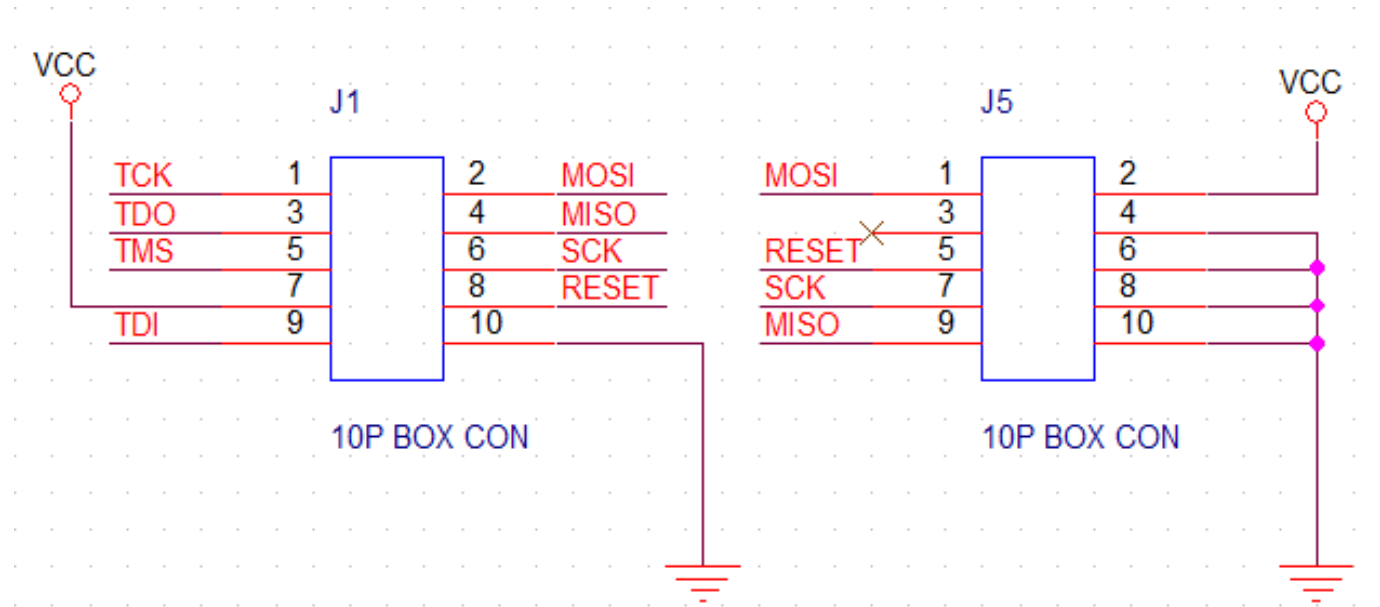 VCC
VCC
J1
J5
TCK 1 2 MOSI
MOSI 1 2
TDO 3 4 MISO
3 4
TMS 5 6 SCK
RESET 5 6
7 8 RESET
SCK 7 8
TDI 9 10
MISO 9 10
10P BOX CON
10P BOX CON